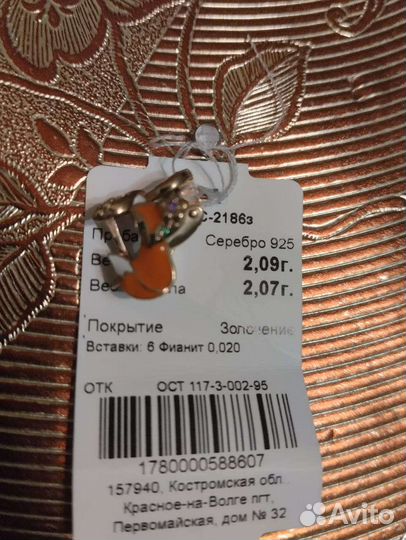 С-2186з
Проба Серебро 925
Ве 2,09г.
Вес ла 2,07г.
Покрытие Золочение
Вставки: 6 Фианит 0,020
ОТК ОСТ 117-3-002-95
1780000588607
157940, Костромская обл.
Красное-на-Волге пгт,
Первомайская, дом № 32
Avito